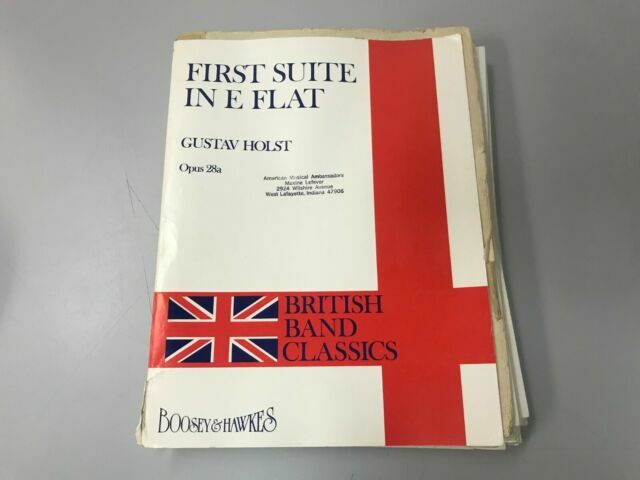 FIRST SUITE
IN E FLAT
GUSTAV HOLST
Opus 28a
American Musical Ambassadors
Maxine Lefever
2924 Wilshire Avenue
West Lafayette, Indiana 47906
BRITISH
BAND
CLASSICS
BOOSEY & HAWKES